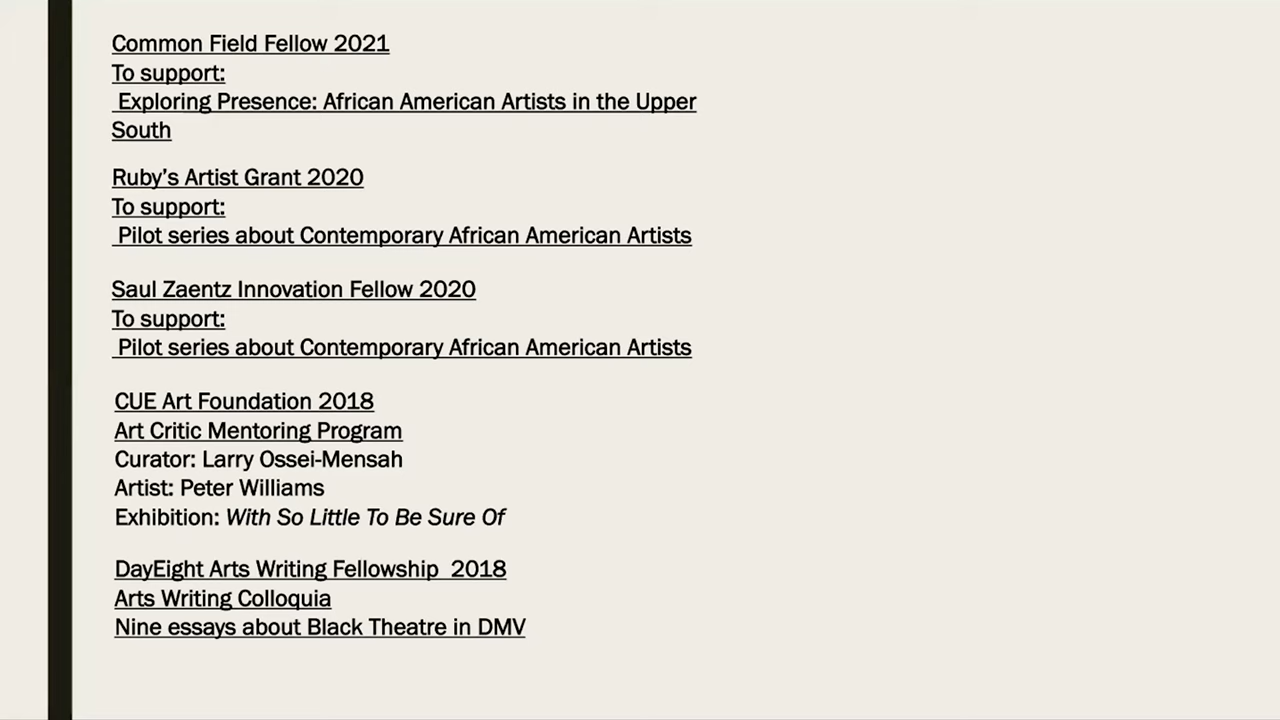 Common Field Fellow 2021
To support:
Exploring Presence: African American Artists in the Upper
South
Ruby’s Artist Grant 2020
To support:
Pilot series about Contemporary African American Artists
Saul Zaentz Innovation Fellow 2020
To support:
Pilot series about Contemporary African American Artists
CUE Art Foundation 2018
Art Critic Mentoring Program
Curator: Larry Ossei-Mensah
Artist: Peter Williams
Exhibition: With So Little To Be Sure Of
DayEight Arts Writing Fellowship  2018
Arts Writing Colloquia
Nine essays about Black Theatre in DMV